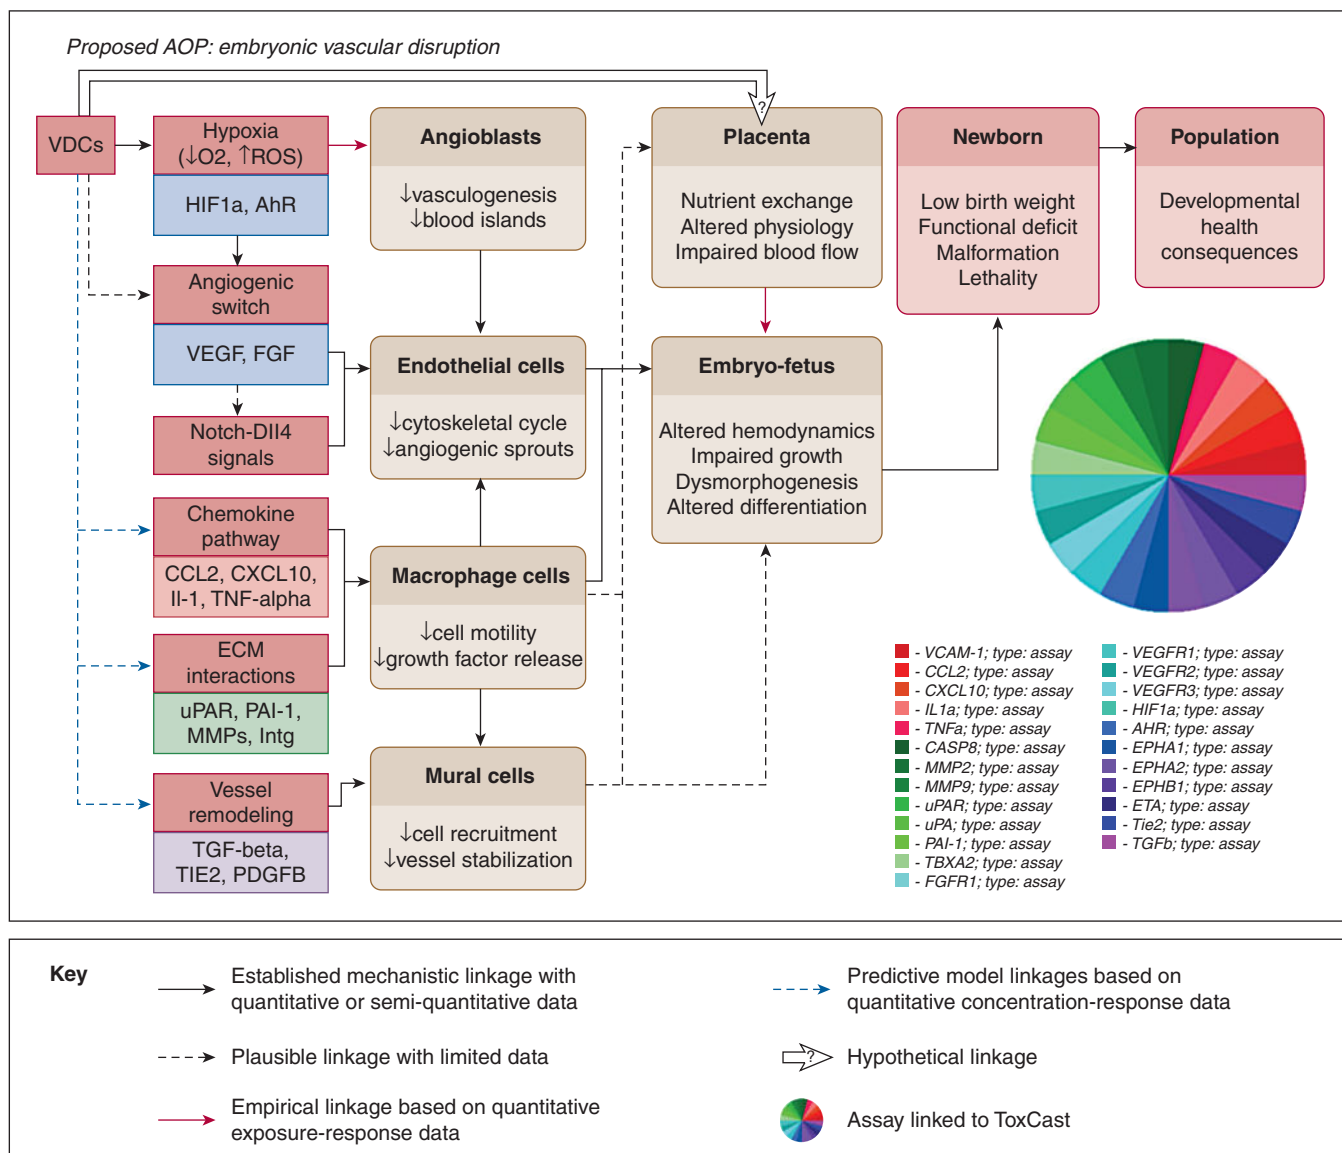 Proposed AOP: embryonic vascular disruption
VDCs
Hypoxia
(↓O2, ↑ROS)
HIF1a, AhR
Angiogenic
switch
VEGF, FGF
Notch-DII4
signals
Chemokine
pathway
CCL2, CXCL10,
Il-1, TNF-alpha
ECM
interactions
uPAR, PAI-1,
MMPs, Intg
Vessel
remodeling
TGF-beta,
TIE2, PDGFB
Angioblasts
↓vasculogenesis
↓blood islands
Endothelial cells
↓cytoskeletal cycle
↓angiogenic sprouts
Macrophage cells
↓cell motility
↓growth factor release
Mural cells
↓cell recruitment
↓vessel stabilization
?
Placenta
Nutrient exchange
Altered physiology
Impaired blood flow
Embryo-fetus
Altered hemodynamics
Impaired growth
Dysmorphogenesis
Altered differentiation
Newborn
Low birth weight
Functional deficit
Malformation
Lethality
Population
Developmental
health
consequences
- VCAM-1; type: assay
- CCL2; type: assay
- CXCL10; type: assay
- IL1a; type: assay
- TNFa; type: assay
- CASP8; type: assay
- MMP2; type: assay
- MMP9; type: assay
- uPAR; type: assay
- uPA; type: assay
- PAI-1; type: assay
- TBXA2; type: assay
- FGFR1; type: assay
- VEGFR1; type: assay
- VEGFR2; type: assay
- VEGFR3; type: assay
- HIF1a; type: assay
- AHR; type: assay
- EPHA1; type: assay
- EPHA2; type: assay
- EPHB1; type: assay
- ETA; type: assay
- Tie2; type: assay
- TGFb; type: assay
Key
Established mechanistic linkage with
quantitative or semi-quantitative data
Plausible linkage with limited data
Empirical linkage based on quantitative
exposure-response data
Predictive model linkages based on
quantitative concentration-response data
?
Hypothetical linkage
Assay linked to ToxCast